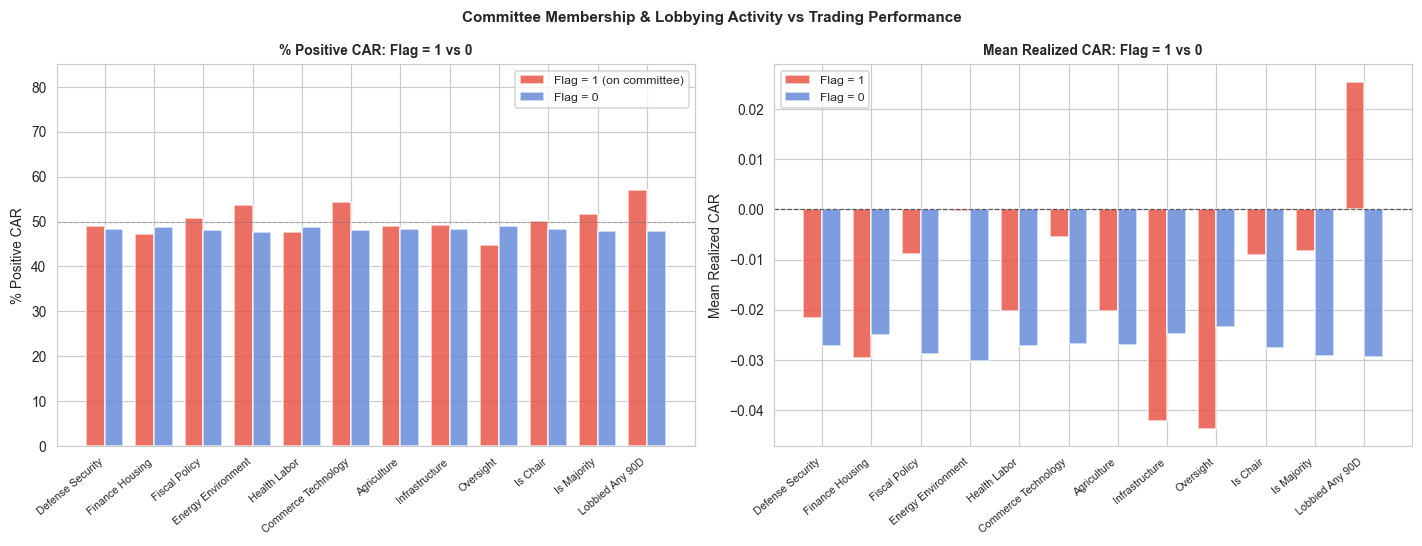 Committee Membership & Lobbying Activity vs Trading Performance
% Positive CAR: Flag = 1 vs 0
% Positive CAR
80
70
60
50
40
30
20
10
0
Flag = 1 (on committee)
Flag = 0
Defense Security
Finance Housing
Fiscal Policy
Energy Environment
Health Labor
Commerce Technology
Agriculture
Infrastructure
Oversight
Is Chair
Is Majority
Lobbied Any 90D
Mean Realized CAR: Flag = 1 vs 0
Mean Realized CAR
0.02
0.01
0.00
−0.01
−0.02
−0.03
−0.04
Flag = 1
Flag = 0
Defense Security
Finance Housing
Fiscal Policy
Energy Environment
Health Labor
Commerce Technology
Agriculture
Infrastructure
Oversight
Is Chair
Is Majority
Lobbied Any 90D